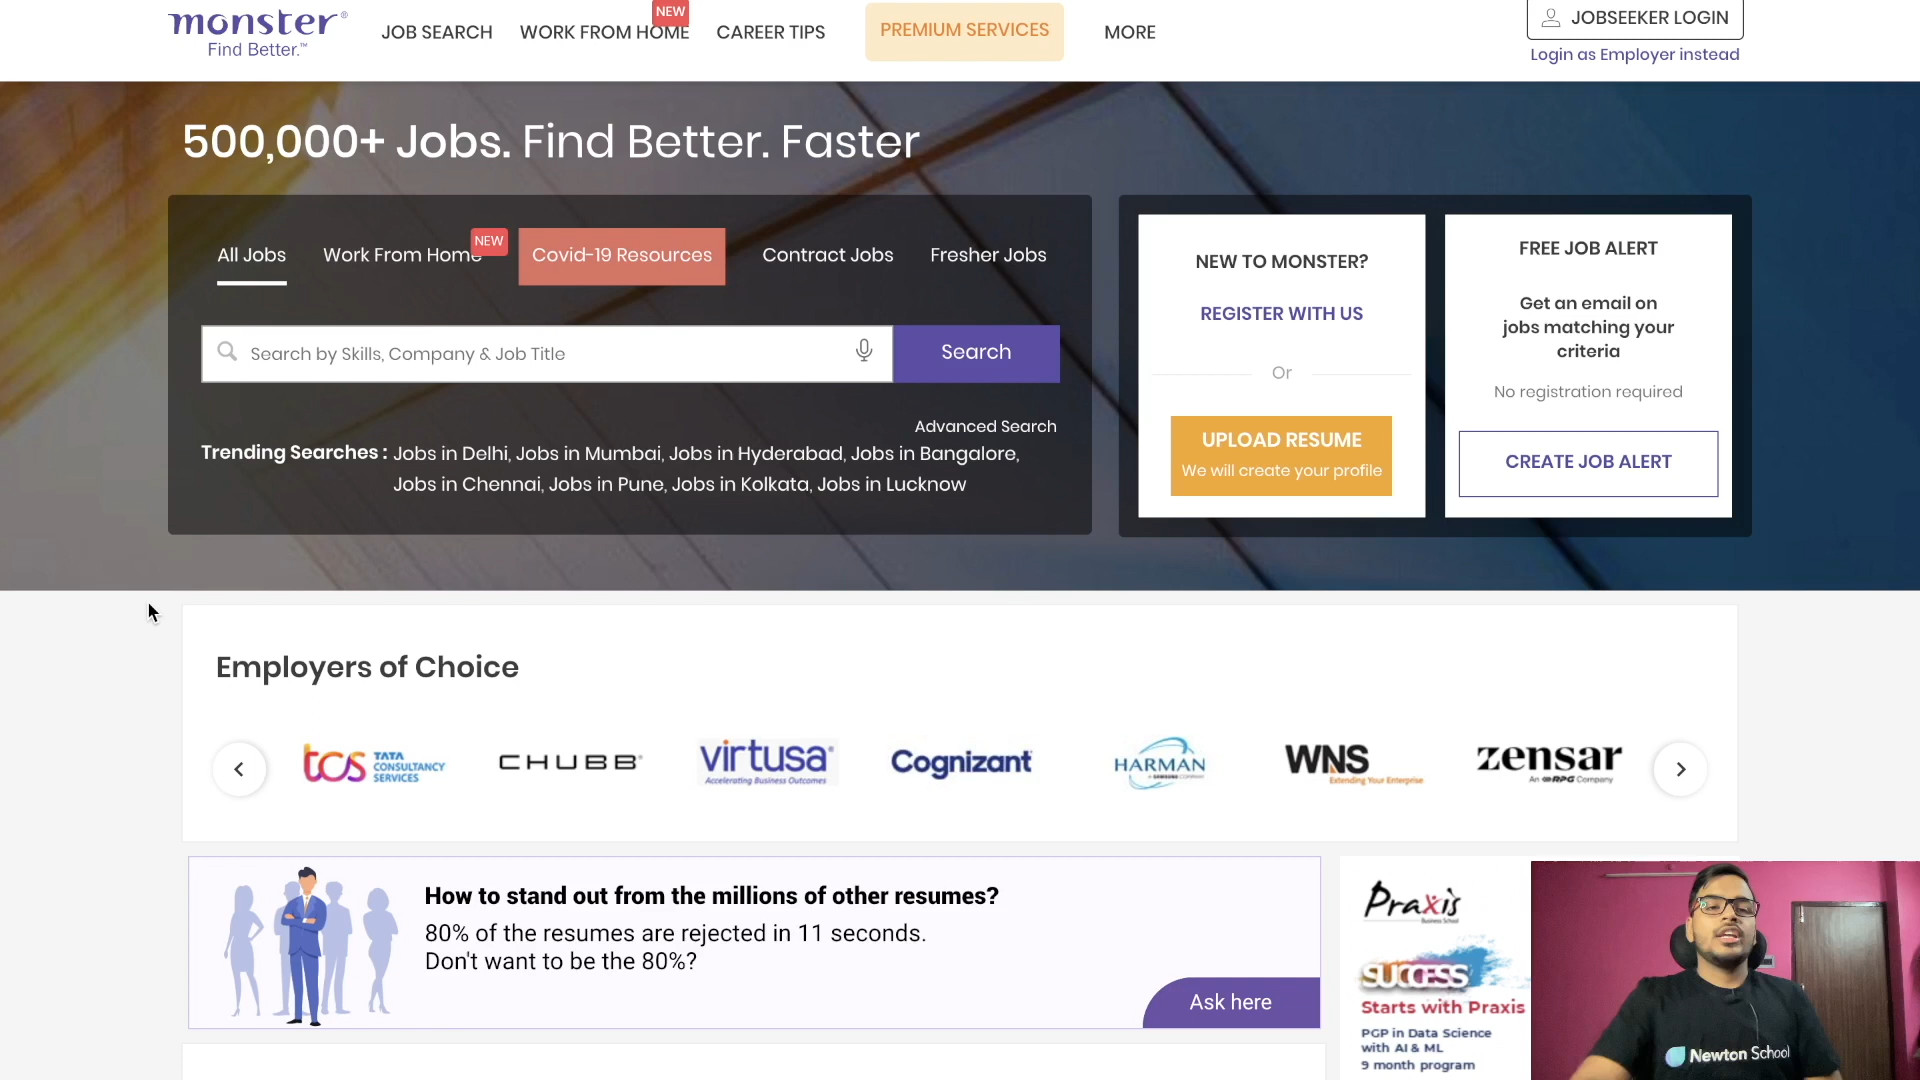 monster®
Find Better.™
JOB SEARCH
WORK FROM HOME
NEW
CAREER TIPS
PREMIUM SERVICES
MORE
JOBSEEKER LOGIN
Login as Employer instead
500,000+ Jobs. Find Better. Faster
All Jobs
Work From Home
NEW
Covid-19 Resources
Contract Jobs
Fresher Jobs
Search by Skills, Company & Job Title
Search
Advanced Search
Trending Searches : Jobs in Delhi, Jobs in Mumbai, Jobs in Hyderabad, Jobs in Bangalore,
Jobs in Chennai, Jobs in Pune, Jobs in Kolkata, Jobs in Lucknow
NEW TO MONSTER?
REGISTER WITH US
Or
UPLOAD RESUME
We will create your profile
FREE JOB ALERT
Get an email on
jobs matching your
criteria
No registration required
CREATE JOB ALERT
Employers of Choice
tcs TATA
CONSULTANCY
SERVICES
CHUBB®
virtusa®
Accelerating Business Outcomes
Cognizant
HARMAN
A SAMSUNG COMPANY
WNS
Extending Your Enterprise
zensar
An RPG Company
How to stand out from the millions of other resumes?
80% of the resumes are rejected in 11 seconds.
Don't want to be the 80%?
Ask here
Praxis
Business School
SUCCESS
Starts with Praxis
PGP in Data Science
with AI & ML
9 month program
Newton School